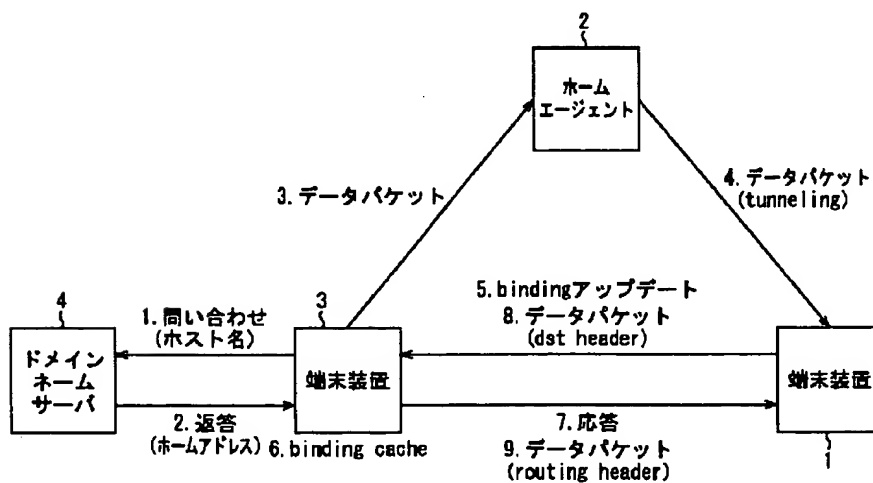 2
ホーム
エージェント
3.データパケット
4.データパケット
(tunneling)
5.bindingアップデート
8.データパケット
(dst header)
4
1.問い合わせ
(ホスト名)
3
ドメイン
ネーム
サーバ
端末装置
端末装置
2.返答
(ホームアドレス)
6.binding cache
7.応答
9.データパケット
(routing header)
1